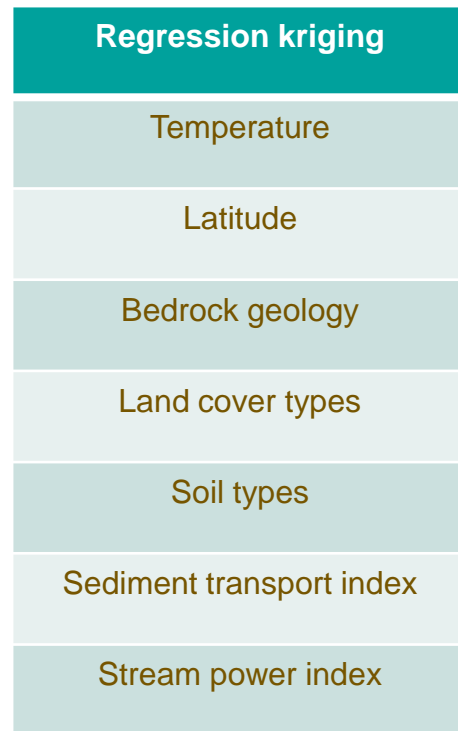 Regression kriging
Temperature
Latitude
Bedrock geology
Land cover types
Soil types
Sediment transport index
Stream power index